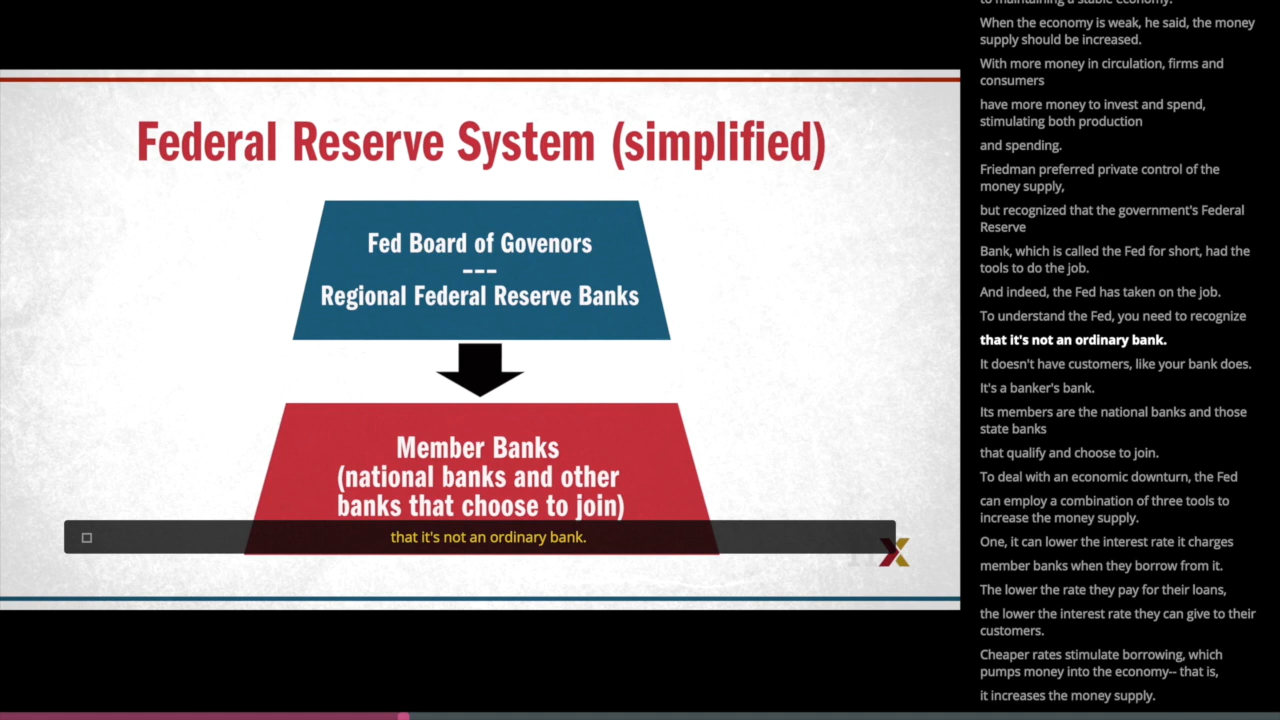 Federal Reserve System (simplified)
Fed Board of Govenors
---
Regional Federal Reserve Banks
Member Banks
(national banks and other
banks that choose to join)
that it's not an ordinary bank.
X
to maintaining a stable economy.
When the economy is weak, he said, the money
supply should be increased.
With more money in circulation, firms and
consumers
have more money to invest and spend,
stimulating both production
and spending.
Friedman preferred private control of the
money supply,
but recognized that the government's Federal
Reserve
Bank, which is called the Fed for short, had the
tools to do the job.
And indeed, the Fed has taken on the job.
To understand the Fed, you need to recognize
that it's not an ordinary bank.
It doesn't have customers, like your bank does.
It's a banker's bank.
Its members are the national banks and those
state banks
that qualify and choose to join.
To deal with an economic downturn, the Fed
can employ a combination of three tools to
increase the money supply.
One, it can lower the interest rate it charges
member banks when they borrow from it.
The lower the rate they pay for their loans,
the lower the interest rate they can give to their
customers.
Cheaper rates stimulate borrowing, which
pumps money into the economy-- that is,
it increases the money supply.